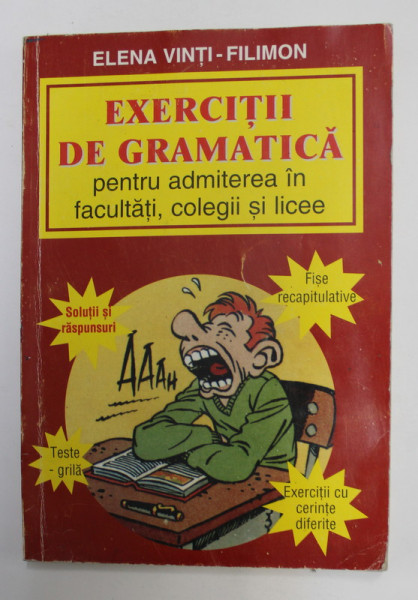 ELENA VINȚI - FILIMON
EXERCIȚII
DE GRAMATICĂ
pentru admiterea în
facultăți, colegii și licee
Fișe
recapitulative
Soluții și
răspunsuri
AAAH
Teste
- grilă
Exerciții cu
cerințe
diferite